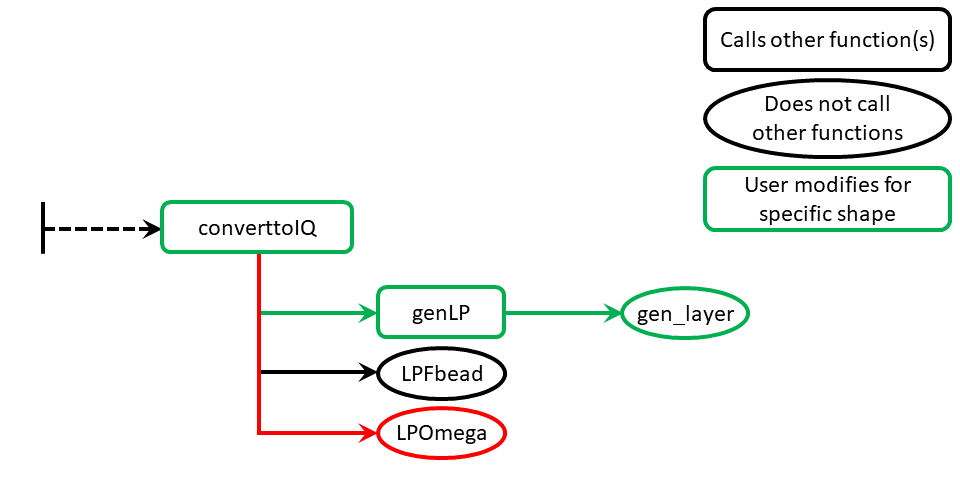 Calls other function(s)
Does not call
other functions
User modifies for
specific shape
converttoIQ
genLP
gen_layer
LPFbead
LPOmega